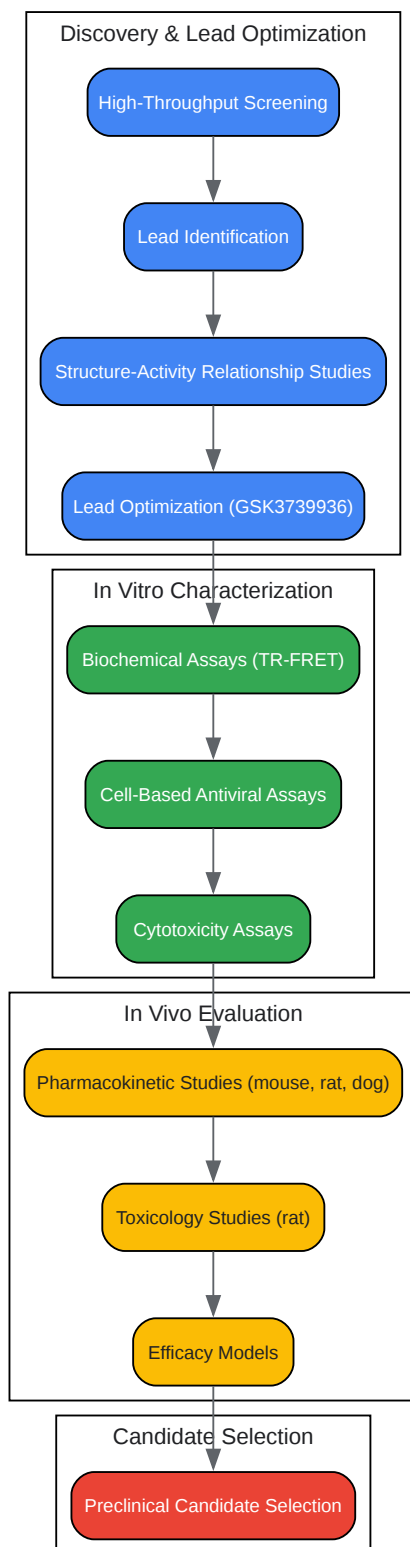 Discovery & Lead Optimization
High-Throughput Screening
Lead Identification
Structure-Activity Relationship Studies
Lead Optimization (GSK3739936)
In Vitro Characterization
Biochemical Assays (TR-FRET)
Cell-Based Antiviral Assays
Cytotoxicity Assays
In Vivo Evaluation
Pharmacokinetic Studies (mouse, rat, dog)
Toxicology Studies (rat)
Efficacy Models
Candidate Selection
Preclinical Candidate Selection